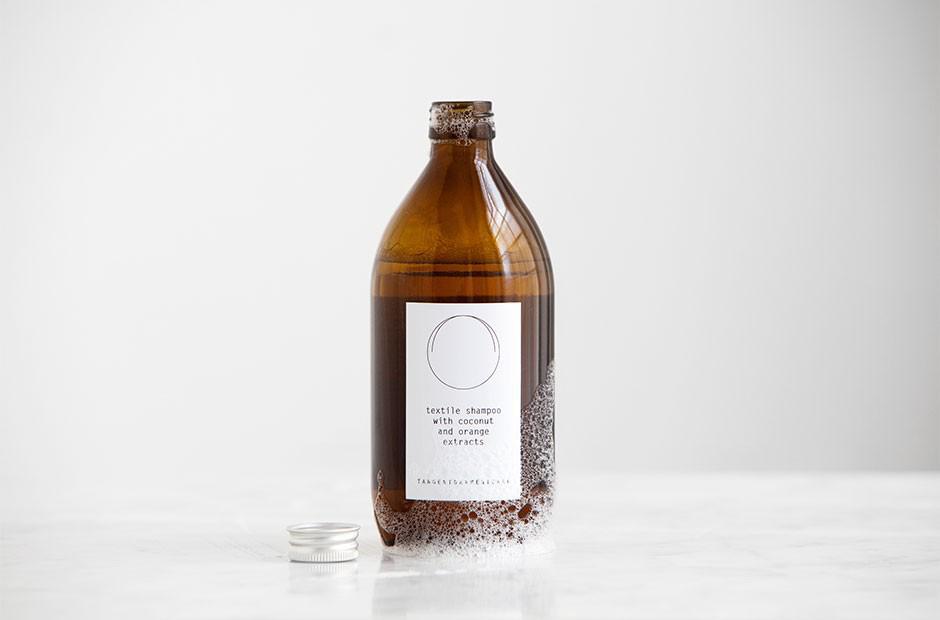 textile shampoo
with coconut
and orange
extracts